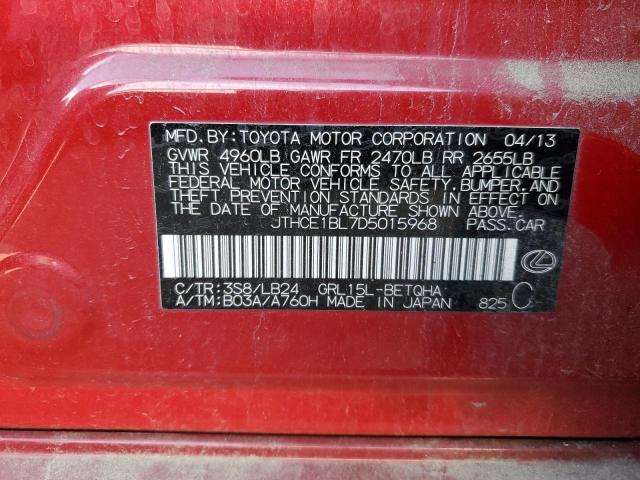 MFD. BY: TOYOTA MOTOR CORPORATION 04/13
GVWR 4960LB GAWR FR 2470LB RR 2655LB
THIS VEHICLE CONFORMS TO ALL APPLICABLE
FEDERAL MOTOR VEHICLE SAFETY, BUMPER, AND
THEFT PREVENTION STANDARDS IN EFFECT ON
THE DATE OF MANUFACTURE SHOWN ABOVE.
JTHCE1BL7D5015968 PASS. CAR
C/TR: 3S8/LB24 GRL15L-BETQHA
A/TM: B03A/A760H MADE IN JAPAN 825 C